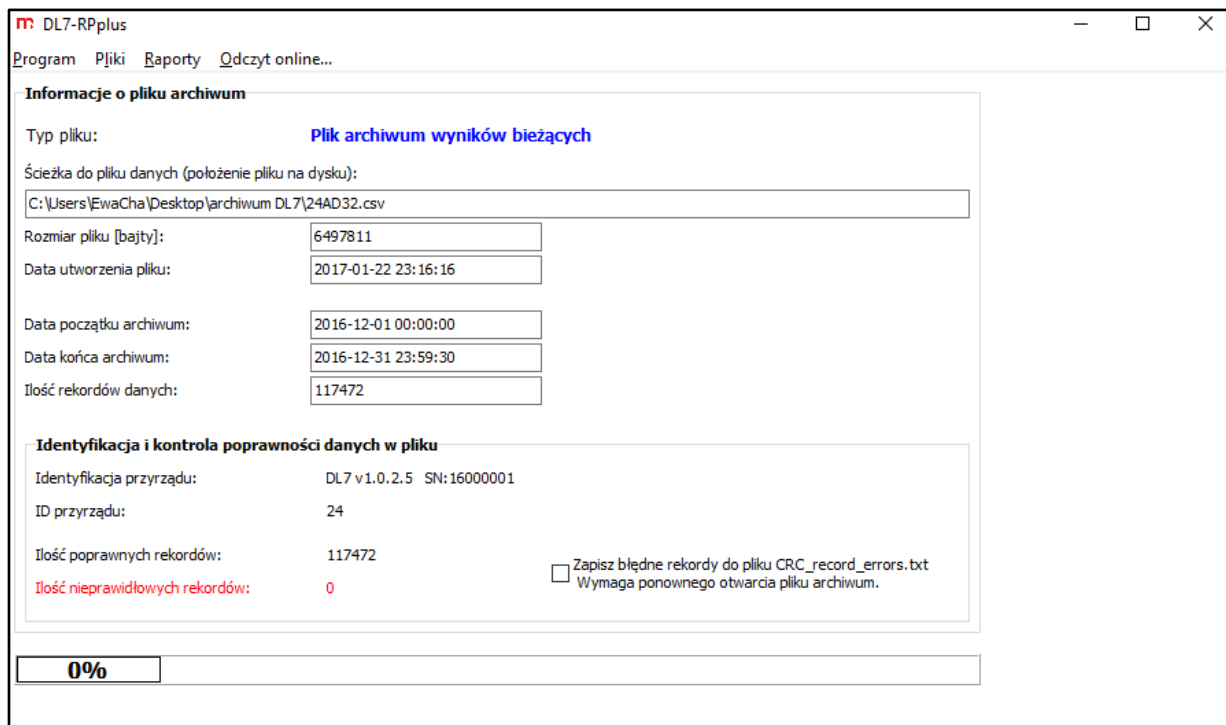 DL7-RPplus
Program Pliki Raporty Odczyt online...
Informacje o pliku archiwum
Typ pliku: Plik archiwum wyników bieżących
Ścieżka do pliku danych (położenie pliku na dysku):
C:\Users\EwaCha\Desktop\archiwum DL7\24AD32.csv
Rozmiar pliku [bajty]: 6497811
Data utworzenia pliku: 2017-01-22 23:16:16
Data początku archiwum: 2016-12-01 00:00:00
Data końca archiwum: 2016-12-31 23:59:30
Ilość rekordów danych: 117472
Identyfikacja i kontrola poprawności danych w pliku
Identyfikacja przyrządu: DL7 v1.0.2.5 SN:16000001
ID przyrządu: 24
Ilość poprawnych rekordów: 117472
Zapisz błędne rekordy do pliku CRC_record_errors.txt
Wymaga ponownego otwarcia pliku archiwum.
Ilość nieprawidłowych rekordów: 0
0%